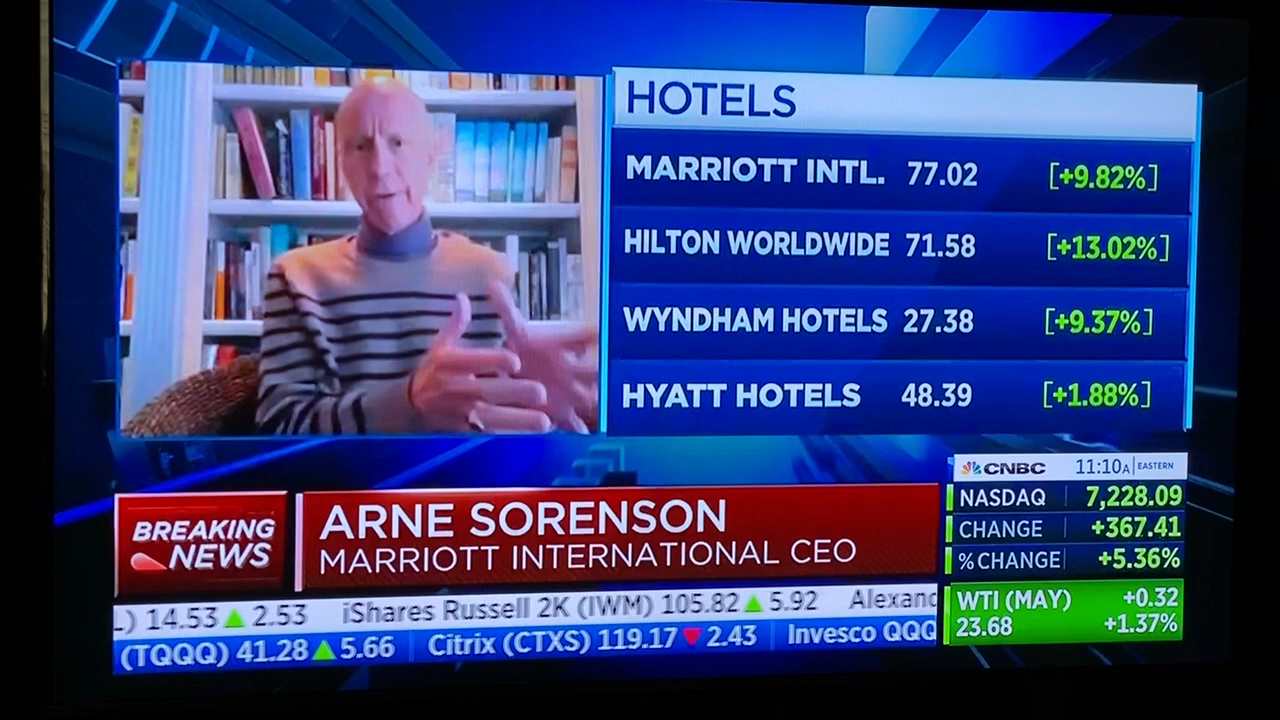 HOTELS
MARRIOTT INTL. 77.02 [+9.82%]
HILTON WORLDWIDE 71.58 [+13.02%]
WYNDHAM HOTELS 27.38 [+9.37%]
HYATT HOTELS 48.39 [+1.88%]
BREAKING
NEWS
ARNE SORENSON
MARRIOTT INTERNATIONAL CEO
CNBC 11:10A EASTERN
NASDAQ 7,228.09
CHANGE +367.41
% CHANGE +5.36%
WTI (MAY) +0.32
23.68 +1.37%
L) 14.53 ▲ 2.53 iShares Russell 2K (IWM) 105.82 ▲ 5.92 Alexand
(TQQQ) 41.28 ▲ 5.66 Citrix (CTXS) 119.17 ▼ 2.43 Invesco QQQ